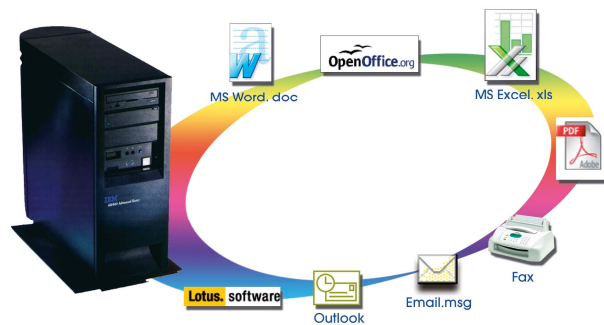 MS Word. doc
OpenOffice.org
MS Excel. xls
PDF
Adobe
Fax
Email.msg
Outlook
Lotus. software
IBM